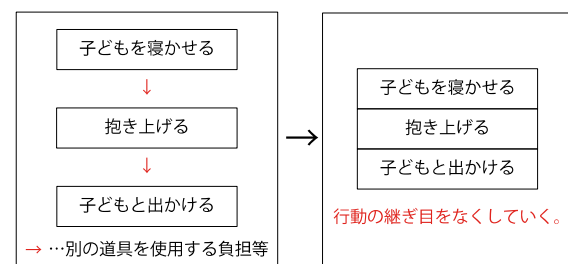 子どもを寝かせる
↓
抱き上げる
↓
子どもと出かける
→ …別の道具を使用する負担等
→
子どもを寝かせる
抱き上げる
子どもと出かける
行動の継ぎ目をなくしていく。